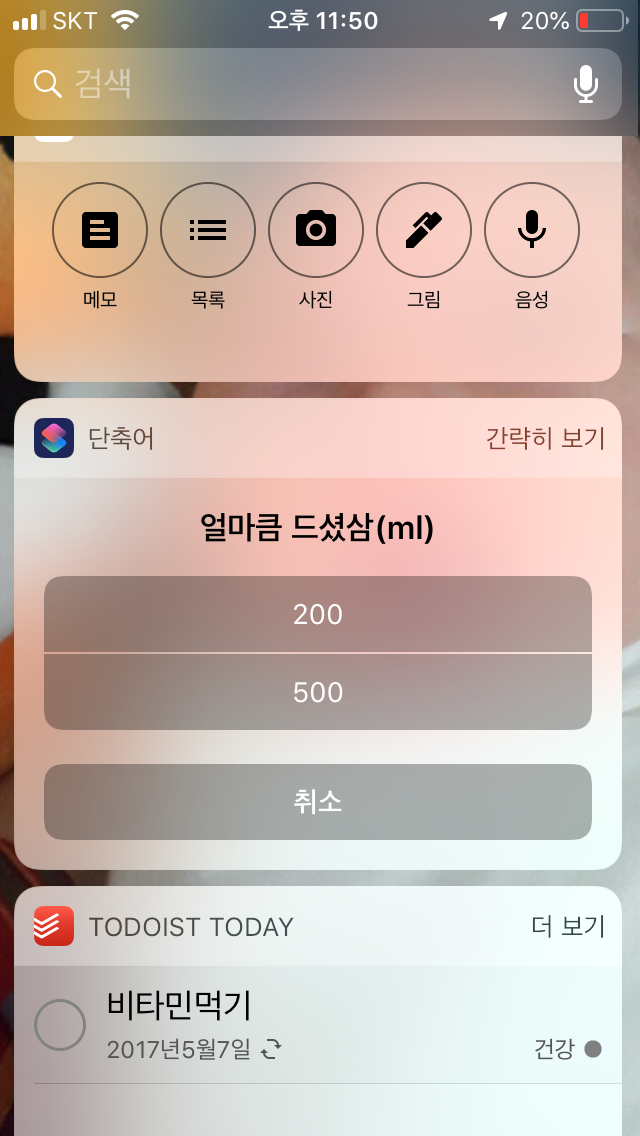 SKT 오후 11:50 20%
검색
메모 목록 사진 그림 음성
단축어 간략히 보기
얼마큼 드셨삼(ml)
200
500
취소
TODOIST TODAY 더 보기
비타민먹기
2017년5월7일 건강